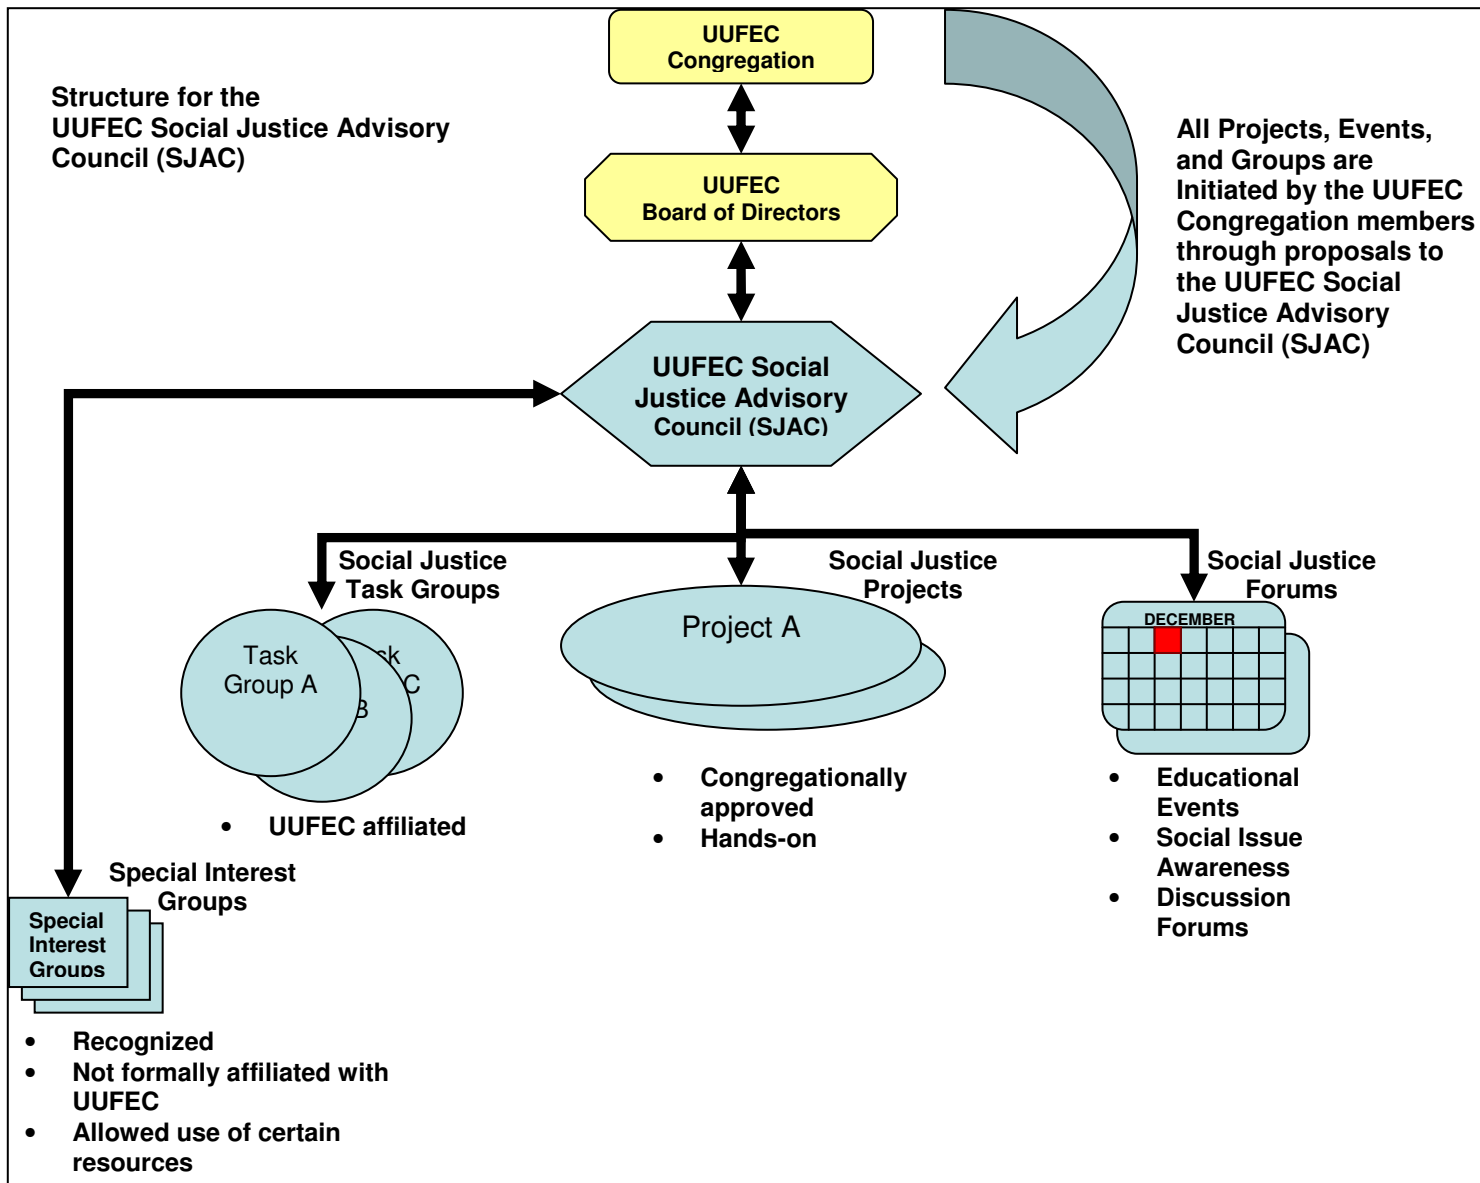 UUFEC
Congregation
Structure for the
UUFEC Social Justice Advisory
Council (SJAC)
All Projects, Events,
and Groups are
Initiated by the UUFEC
Congregation members
through proposals to
the UUFEC Social
Justice Advisory
Council (SJAC)
UUFEC
Board of Directors
UUFEC Social
Justice Advisory
Council (SJAC)
Social Justice
Task Groups
Task
Group A
B
C
• UUFEC affiliated
Social Justice
Projects
Project A
• Congregationally
approved
• Hands-on
Social Justice
Forums
DECEMBER
• Educational
Events
• Social Issue
Awareness
• Discussion
Forums
Special Interest
Groups
Special
Interest
Groups
• Recognized
• Not formally affiliated with
UUFEC
• Allowed use of certain
resources